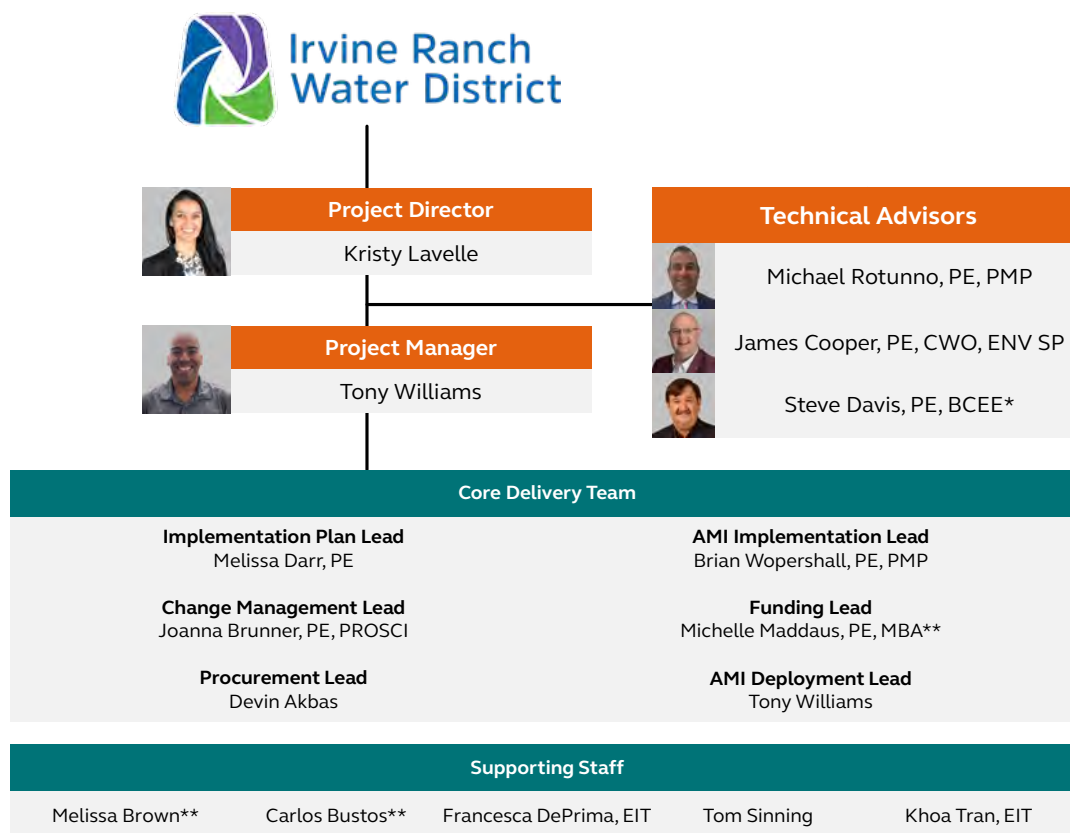 Irvine Ranch
Water District
Project Director
Kristy Lavelle
Technical Advisors
Michael Rotunno, PE, PMP
James Cooper, PE, CWO, ENV SP
Steve Davis, PE, BCEE*
Project Manager
Tony Williams
Core Delivery Team
Implementation Plan Lead
Melissa Darr, PE
AMI Implementation Lead
Brian Wopershall, PE, PMP
Change Management Lead
Joanna Brunner, PE, PROSCI
Funding Lead
Michelle Maddaus, PE, MBA**
Procurement Lead
Devin Akbas
AMI Deployment Lead
Tony Williams
Supporting Staff
Melissa Brown**
Carlos Bustos**
Francesca DePrima, EIT
Tom Sinning
Khoa Tran, EIT